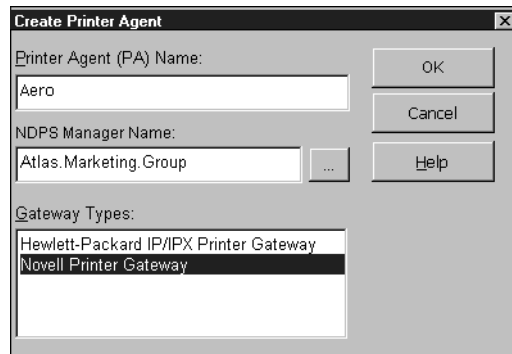 Create Printer Agent
Printer Agent (PA) Name:
Aero
NDPS Manager Name:
Atlas.Marketing.Group
...
Gateway Types:
Hewlett-Packard IP/IPX Printer Gateway
Novell Printer Gateway
OK
Cancel
Help